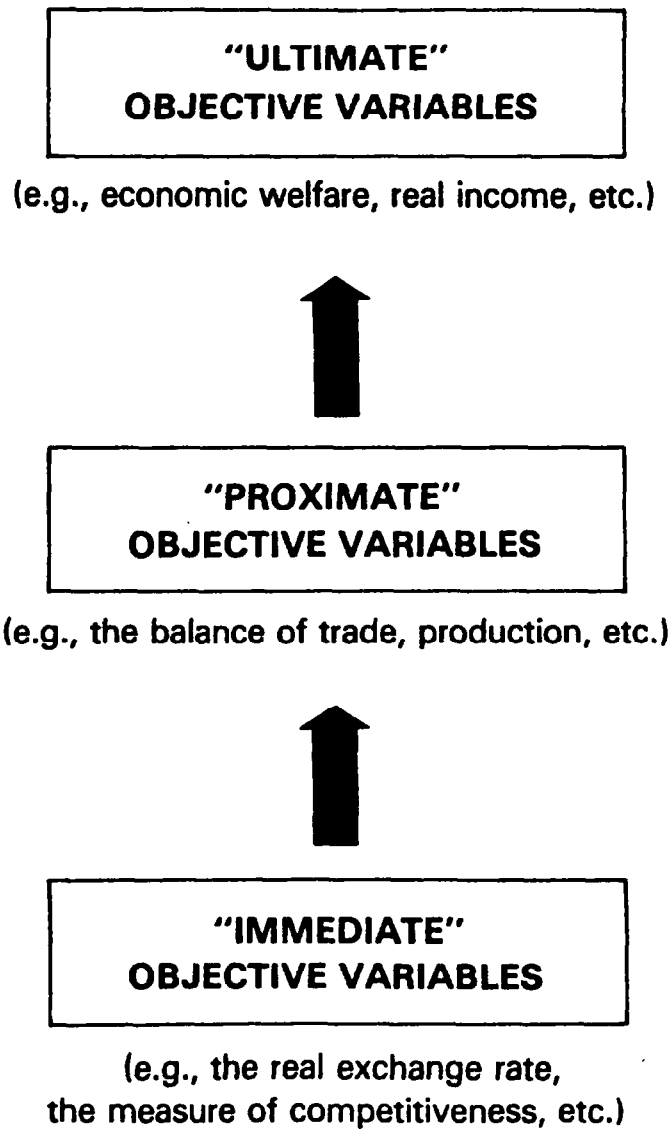 “ULTIMATE”
OBJECTIVE VARIABLES
(e.g., economic welfare, real income, etc.)
“PROXIMATE”
OBJECTIVE VARIABLES
(e.g., the balance of trade, production, etc.)
“IMMEDIATE”
OBJECTIVE VARIABLES
(e.g., the real exchange rate,
the measure of competitiveness, etc.)